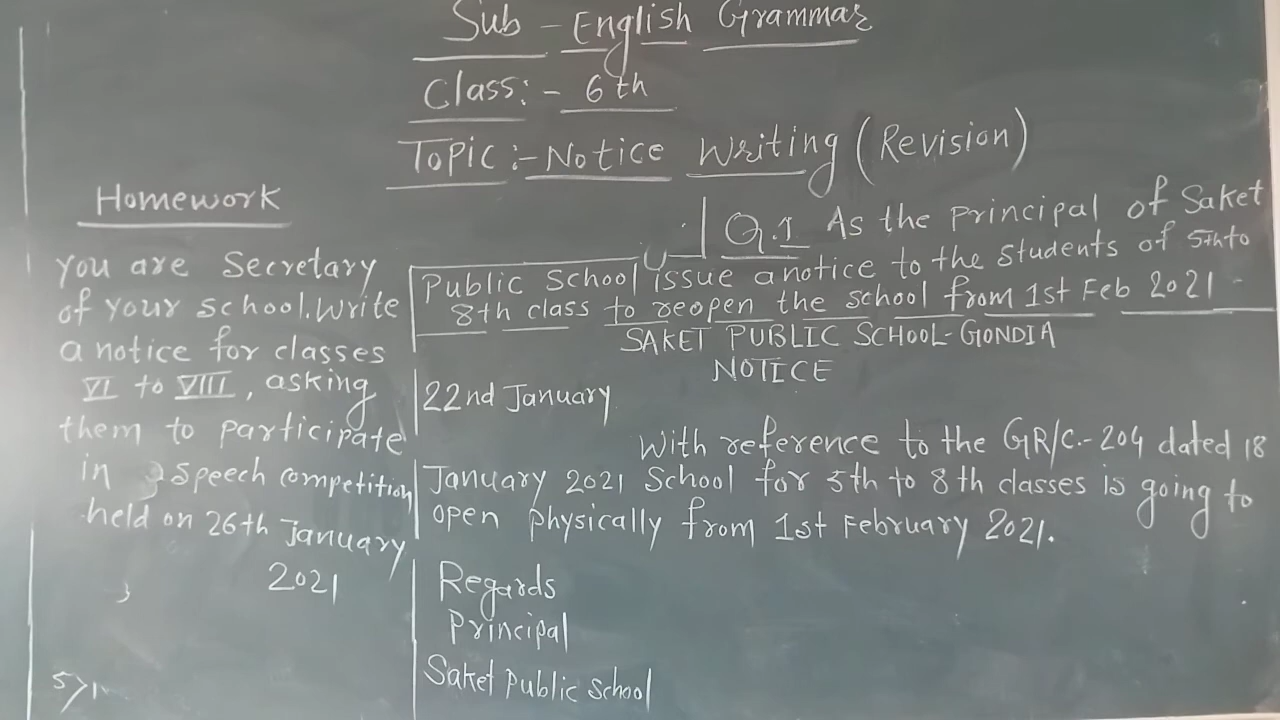 Sub - English Grammar
Class:- 6th
Topic:- Notice Writing (Revision)
Homework
You are Secretary
of your school. Write
a notice for classes
VI to VIII, asking
them to participate
in a speech competition
held on 26th January
2021
Q.1 As the principal of Saket
Public School issue a notice to the students of 5th to
8th class to reopen the school from 1st Feb 2021 -
SAKET PUBLIC SCHOOL-GONDIA
NOTICE
22nd January
With reference to the GR/C.-204 dated 18
January 2021 School for 5th to 8th classes is going to
open physically from 1st February 2021.
Regards
Principal
Saket Public School